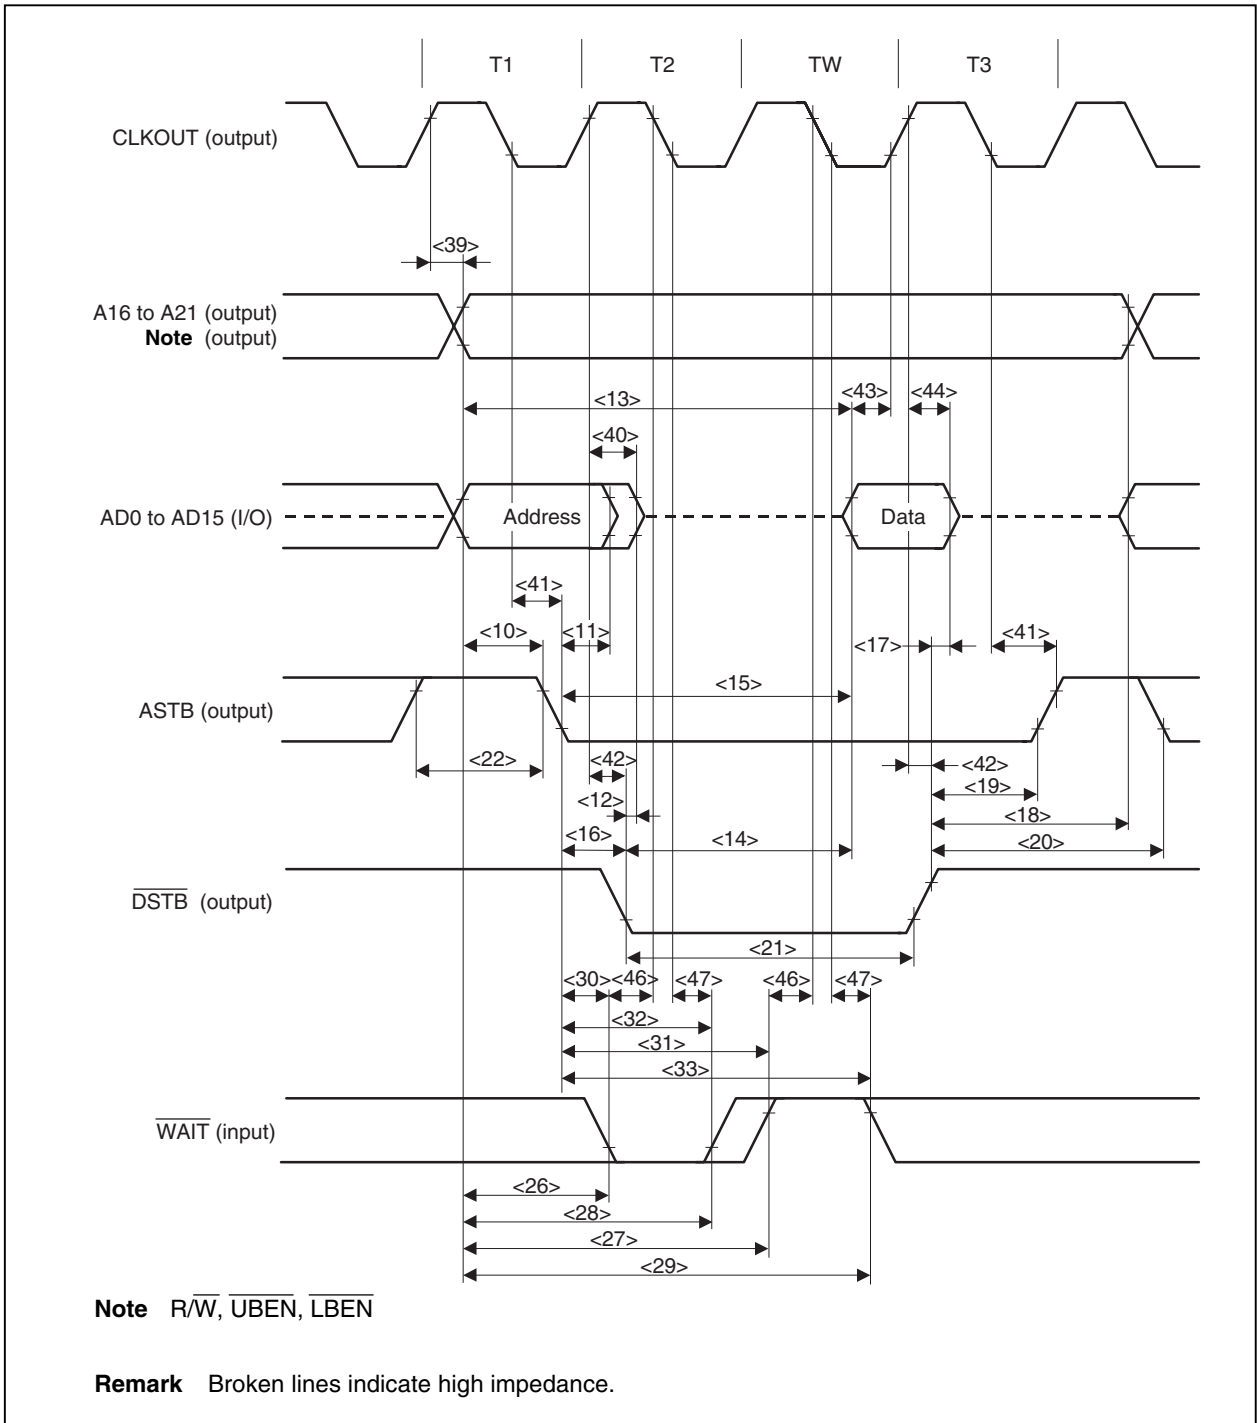 T1 T2 TW T3
CLKOUT (output)
<39>
A16 to A21 (output)
Note (output)
<13> <43> <44>
<40>
AD0 to AD15 (I/O) Address Data
<41>
<10> <11> <17> <41>
<15>
ASTB (output)
<22> <42> <42>
<19>
<12> <18>
<16> <14> <20>
DSTB (output)
<21>
<30> <46> <47> <46> <47>
<32>
<31>
<33>
WAIT (input)
<26>
<28>
<27>
<29>
Note R/W, UBEN, LBEN
Remark Broken lines indicate high impedance.